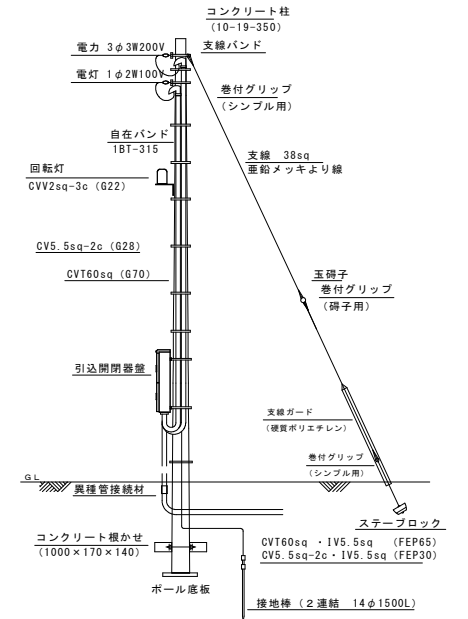 コンクリート柱
(10-19-350)
電力 3φ3W200V
支線バンド
電灯 1φ2W100V
巻付グリップ
(シンブル用)
自在バンド
1BT-315
支線 38sq
亜鉛メッキより線
回転灯
CVV2sq-3c (G22)
CV5.5sq-2c (G28)
CVT60sq (G70)
玉碍子
巻付グリップ
(碍子用)
引込開閉器盤
支線ガード
(硬質ポリエチレン)
巻付グリップ
(シンブル用)
GL
異種管接続材
ステーブロック
コンクリート根かせ
(1000×170×140)
CVT60sq ・IV5.5sq (FEP65)
CV5.5sq-2c・IV5.5sq (FEP30)
ポール底板
接地棒 (2連結 14φ1500L)